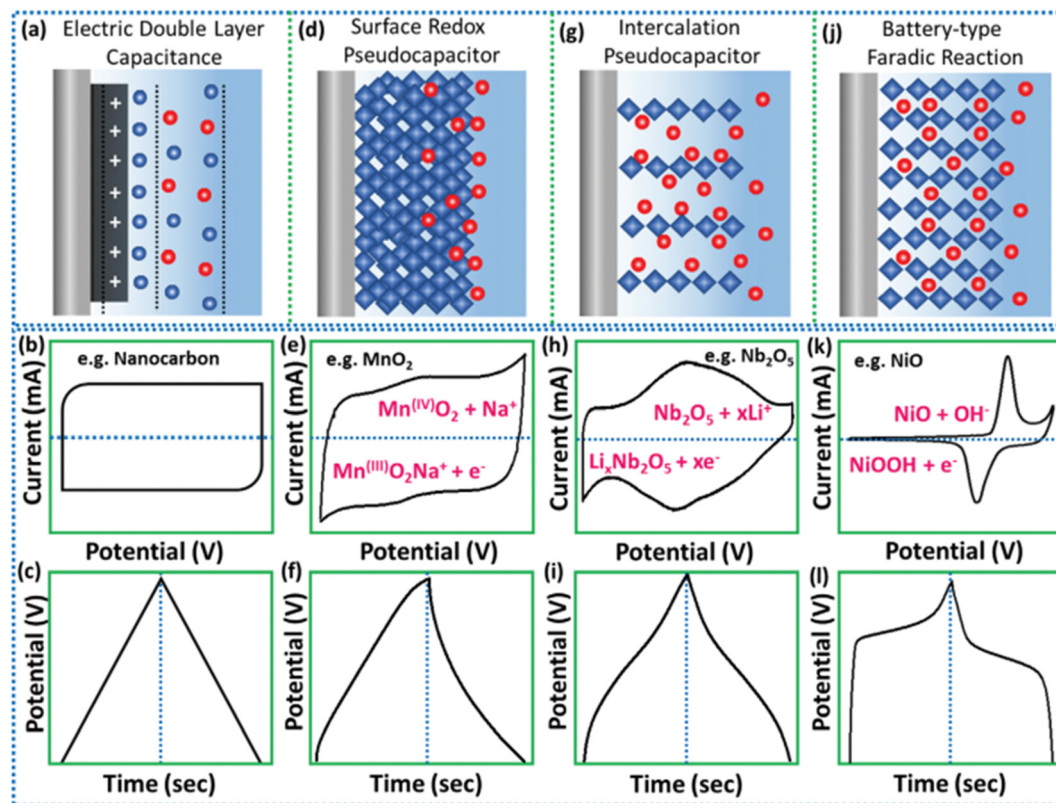 (a) Electric Double Layer
Capacitance
(d) Surface Redox
Pseudocapacitor
(g) Intercalation
Pseudocapacitor
(j) Battery-type
Faradic Reaction
+
+
+
+
+
+
+
(b) e.g. Nanocarbon
Current (mA)
Potential (V)
(e) e.g. MnO₂
Mn⁽ᴵⱽ⁾O₂ + Na⁺
Mn⁽ᴵᴵᴵ⁾O₂Na⁺ + e⁻
Current (mA)
Potential (V)
(h) e.g. Nb₂O₅
Nb₂O₅ + xLi⁺
LiₓNb₂O₅ + xe⁻
Current (mA)
Potential (V)
(k) e.g. NiO
NiO + OH⁻
NiOOH + e⁻
Current (mA)
Potential (V)
(c)
Potential (V)
Time (sec)
(f)
Potential (V)
Time (sec)
(i)
Potential (V)
Time (sec)
(l)
Potential (V)
Time (sec)